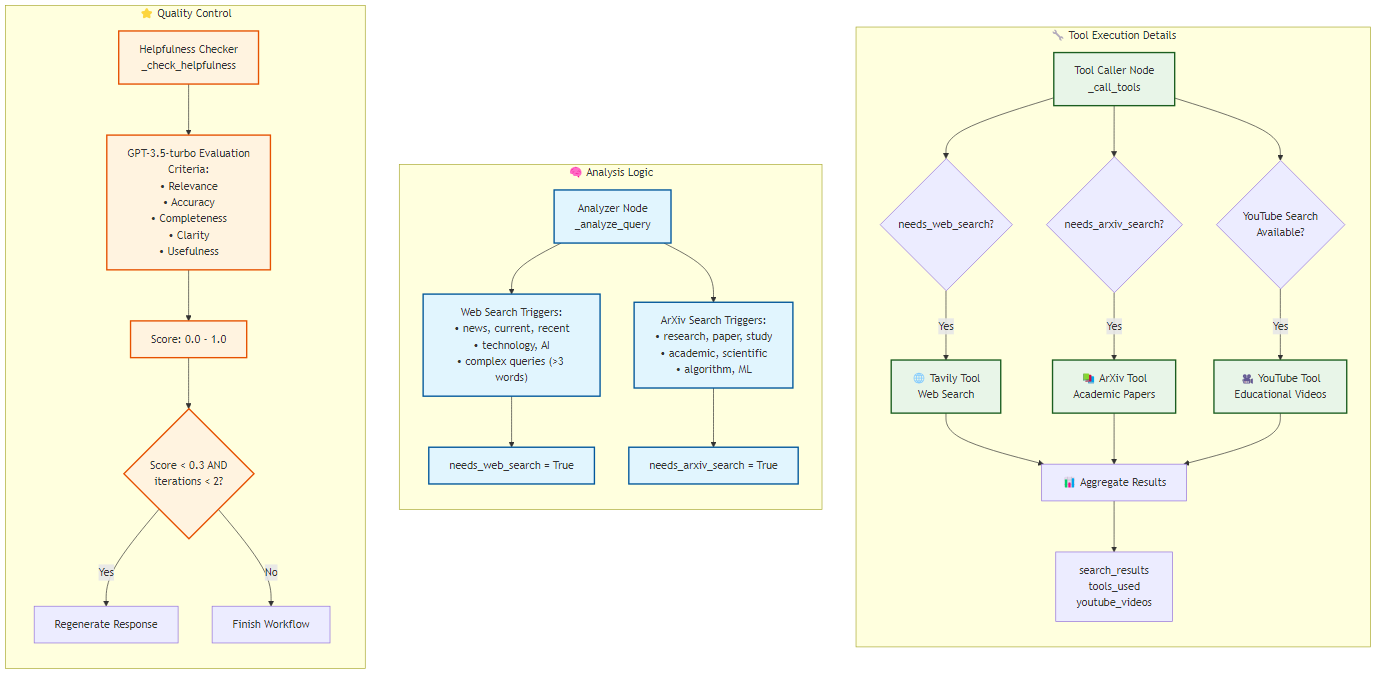 ⭐ Quality Control
Helpfulness Checker
_check_helpfulness
GPT-3.5-turbo Evaluation
Criteria:
• Relevance
• Accuracy
• Completeness
• Clarity
• Usefulness
Score: 0.0 - 1.0
Score < 0.3 AND
iterations < 2?
Yes
No
Regenerate Response
Finish Workflow
🧠 Analysis Logic
Analyzer Node
_analyze_query
Web Search Triggers:
• news, current, recent
• technology, AI
• complex queries (>3
words)
ArXiv Search Triggers:
• research, paper, study
• academic, scientific
• algorithm, ML
needs_web_search = True
needs_arxiv_search = True
🔧 Tool Execution Details
Tool Caller Node
_call_tools
needs_web_search?
needs_arxiv_search?
YouTube Search
Available?
Yes
Yes
Yes
🌐 Tavily Tool
Web Search
📚 ArXiv Tool
Academic Papers
🎥 YouTube Tool
Educational Videos
📊 Aggregate Results
search_results
tools_used
youtube_videos